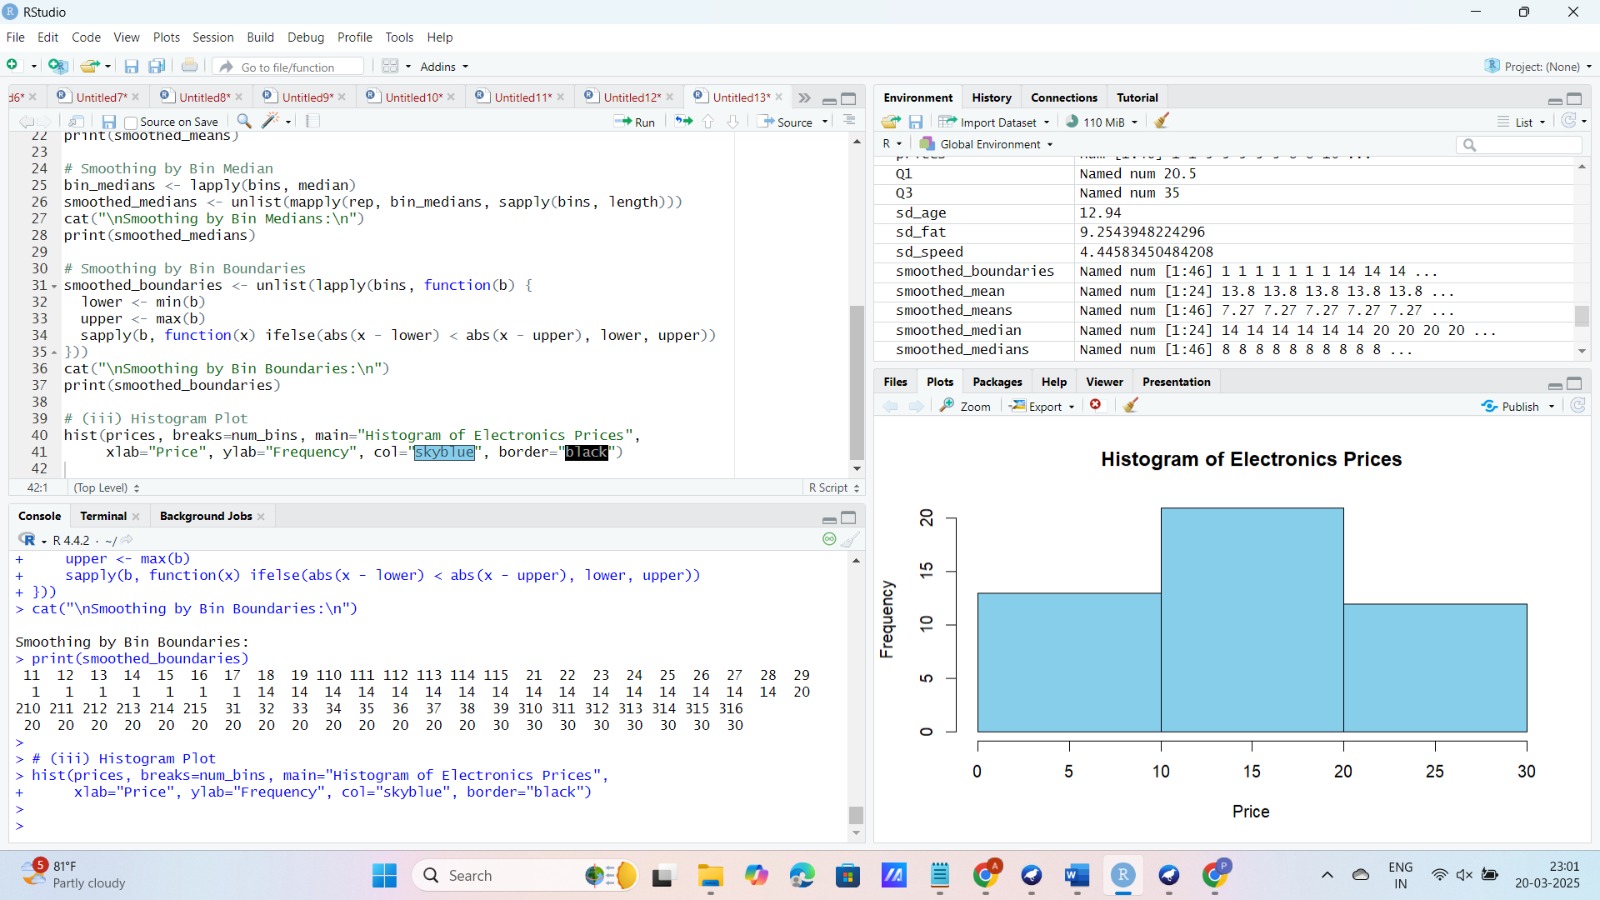 RStudio
File Edit Code View Plots Session Build Debug Profile Tools Help
Go to file/function Addins Project: (None)
d6* Untitled7* Untitled8* Untitled9* Untitled10* Untitled11* Untitled12* Untitled13*
Source on Save Run Source
22 print(smoothed_means)
23
24 # Smoothing by Bin Median
25 bin_medians <- lapply(bins, median)
26 smoothed_medians <- unlist(mapply(rep, bin_medians, sapply(bins, length)))
27 cat("\nSmoothing by Bin Medians:\n")
28 print(smoothed_medians)
29
30 # Smoothing by Bin Boundaries
31 smoothed_boundaries <- unlist(lapply(bins, function(b) {
32 lower <- min(b)
33 upper <- max(b)
34 sapply(b, function(x) ifelse(abs(x - lower) < abs(x - upper), lower, upper))
35 }))
36 cat("\nSmoothing by Bin Boundaries:\n")
37 print(smoothed_boundaries)
38
39 # (iii) Histogram Plot
40 hist(prices, breaks=num_bins, main="Histogram of Electronics Prices",
41 xlab="Price", ylab="Frequency", col="skyblue", border="black")
42
42:1 (Top Level) R Script
Console Terminal Background Jobs
R 4.4.2 · ~/
+ upper <- max(b)
+ sapply(b, function(x) ifelse(abs(x - lower) < abs(x - upper), lower, upper))
+ }))
> cat("\nSmoothing by Bin Boundaries:\n")
Smoothing by Bin Boundaries:
> print(smoothed_boundaries)
11 12 13 14 15 16 17 18 19 110 111 112 113 114 115 21 22 23 24 25 26 27 28 29
1 1 1 1 1 1 1 14 14 14 14 14 14 14 14 14 14 14 14 14 14 14 14 20
210 211 212 213 214 215 31 32 33 34 35 36 37 38 39 310 311 312 313 314 315 316
20 20 20 20 20 20 20 20 20 20 20 20 20 20 30 30 30 30 30 30 30 30
>
> # (iii) Histogram Plot
> hist(prices, breaks=num_bins, main="Histogram of Electronics Prices",
+ xlab="Price", ylab="Frequency", col="skyblue", border="black")
>
>
Environment History Connections Tutorial
Import Dataset 110 MiB List
R Global Environment
Q1 Named num 20.5
Q3 Named num 35
sd_age 12.94
sd_fat 9.2543948224296
sd_speed 4.44583450484208
smoothed_boundaries Named num [1:46] 1 1 1 1 1 1 1 14 14 14 ...
smoothed_mean Named num [1:24] 13.8 13.8 13.8 13.8 13.8 ...
smoothed_means Named num [1:46] 7.27 7.27 7.27 7.27 7.27 ...
smoothed_median Named num [1:24] 14 14 14 14 14 14 20 20 20 20 ...
smoothed_medians Named num [1:46] 8 8 8 8 8 8 8 8 8 8 ...
Files Plots Packages Help Viewer Presentation
Zoom Export Publish
Histogram of Electronics Prices
20
15
10
5
0
Frequency
0 5 10 15 20 25 30
Price
5 81°F
Partly cloudy
Search
A
P
ENG
IN
23:01
20-03-2025